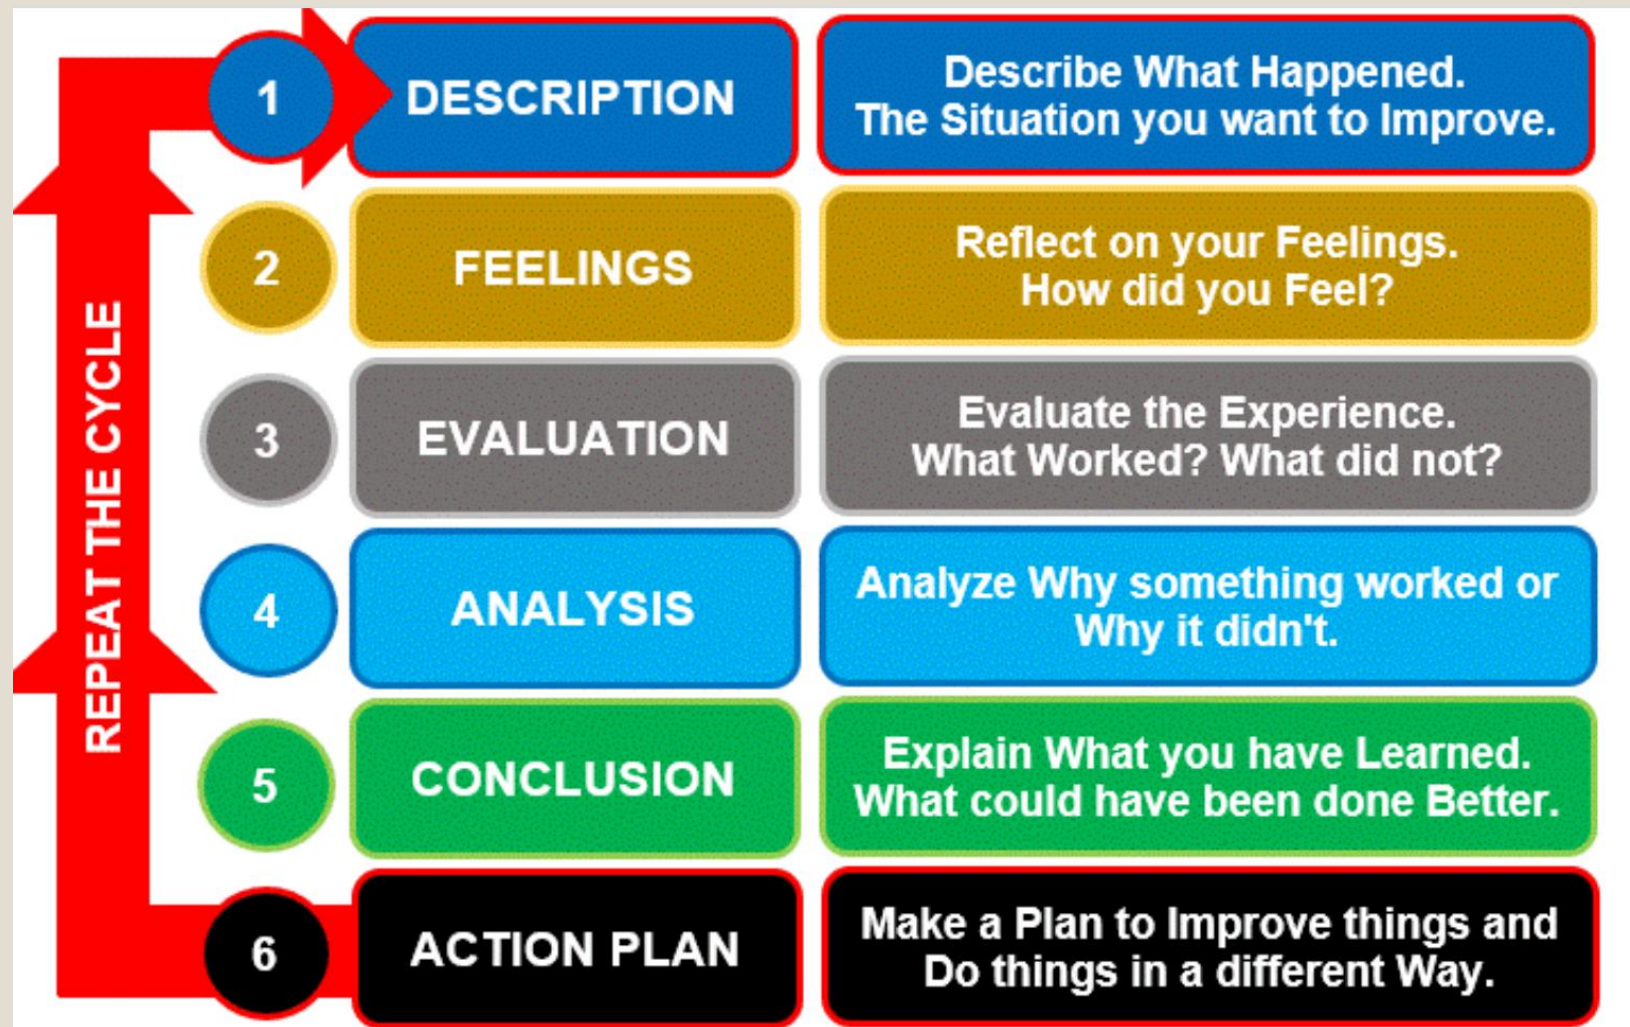 1
DESCRIPTION
Describe What Happened.
The Situation you want to Improve.
2
FEELINGS
Reflect on your Feelings.
How did you Feel?
3
EVALUATION
Evaluate the Experience.
What Worked? What did not?
4
ANALYSIS
Analyze Why something worked or
Why it didn't.
5
CONCLUSION
Explain What you have Learned.
What could have been done Better.
6
ACTION PLAN
Make a Plan to Improve things and
Do things in a different Way.
REPEAT THE CYCLE